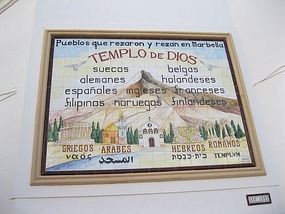 Pueblos que rezaron y rezan en Marbella
TEMPLO DE DIOS
suecos belgas
alemanes holandeses
españoles ingleses franceses
filipinos noruegos finlandeses
GRIEGOS ARABES HEBREOS ROMANOS
ναός المسجد בית-כנסת TEMPLVM